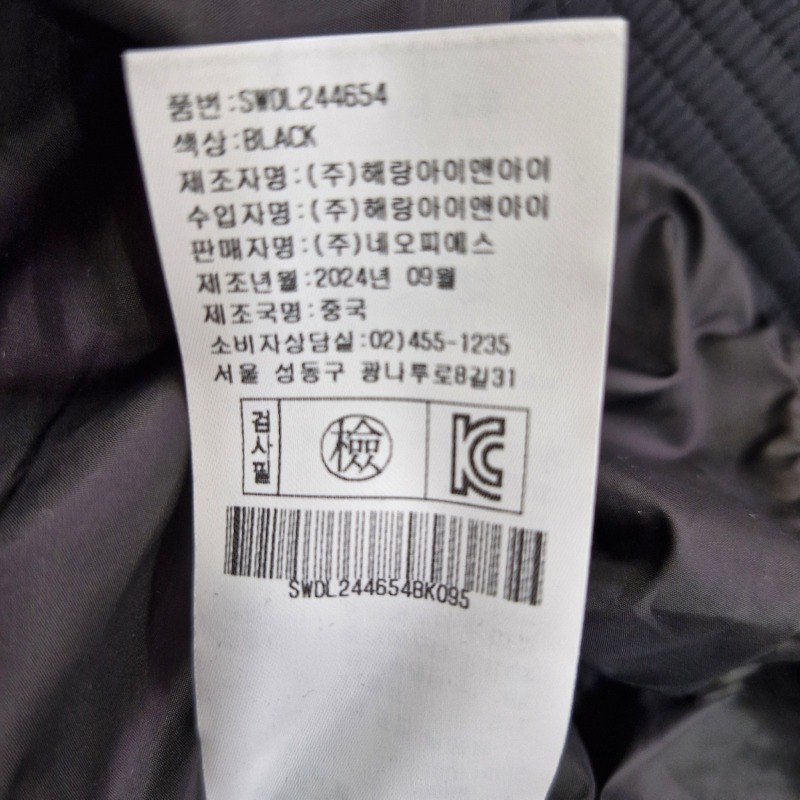 품번:SWDL244654
색상:BLACK
제조자명:(주)해랑아이앤아이
수입자명:(주)해랑아이앤아이
판매자명:(주)네오피에스
제조년월:2024년 09월
제조국명:중국
소비자상담실:02)455-1235
서울 성동구 광나루로8길31
검사필 檢 KC
SWDL244654BK095